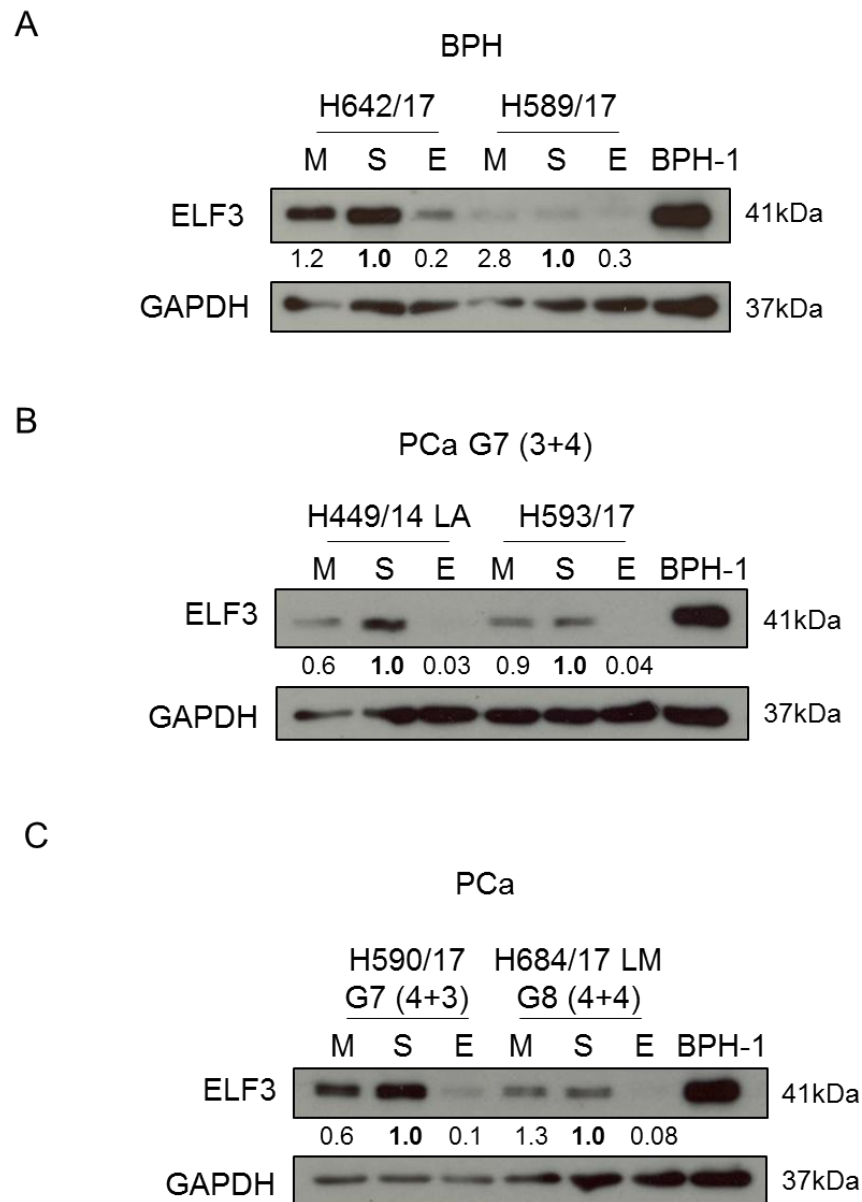 A
BPH
H642/17 H589/17
M S E M S E BPH-1
ELF3 41kDa
1.2 1.0 0.2 2.8 1.0 0.3
GAPDH 37kDa
B
PCa G7 (3+4)
H449/14 LA H593/17
M S E M S E BPH-1
ELF3 41kDa
0.6 1.0 0.03 0.9 1.0 0.04
GAPDH 37kDa
C
PCa
H590/17 H684/17 LM
G7 (4+3) G8 (4+4)
M S E M S E BPH-1
ELF3 41kDa
0.6 1.0 0.1 1.3 1.0 0.08
GAPDH 37kDa